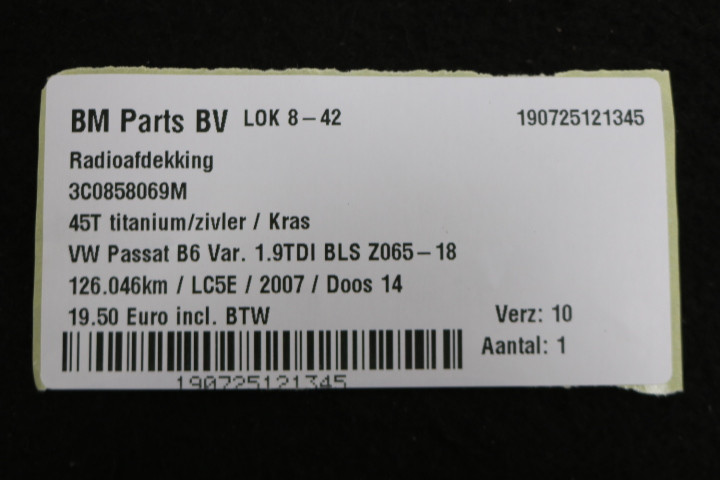 BM Parts BV LOK 8-42 190725121345
Radioafdekking
3C0858069M
45T titanium/zivler / Kras
VW Passat B6 Var. 1.9TDI BLS Z065-18
126.046km / LC5E / 2007 / Doos 14
19.50 Euro incl. BTW Verz: 10
Aantal: 1
190725121345